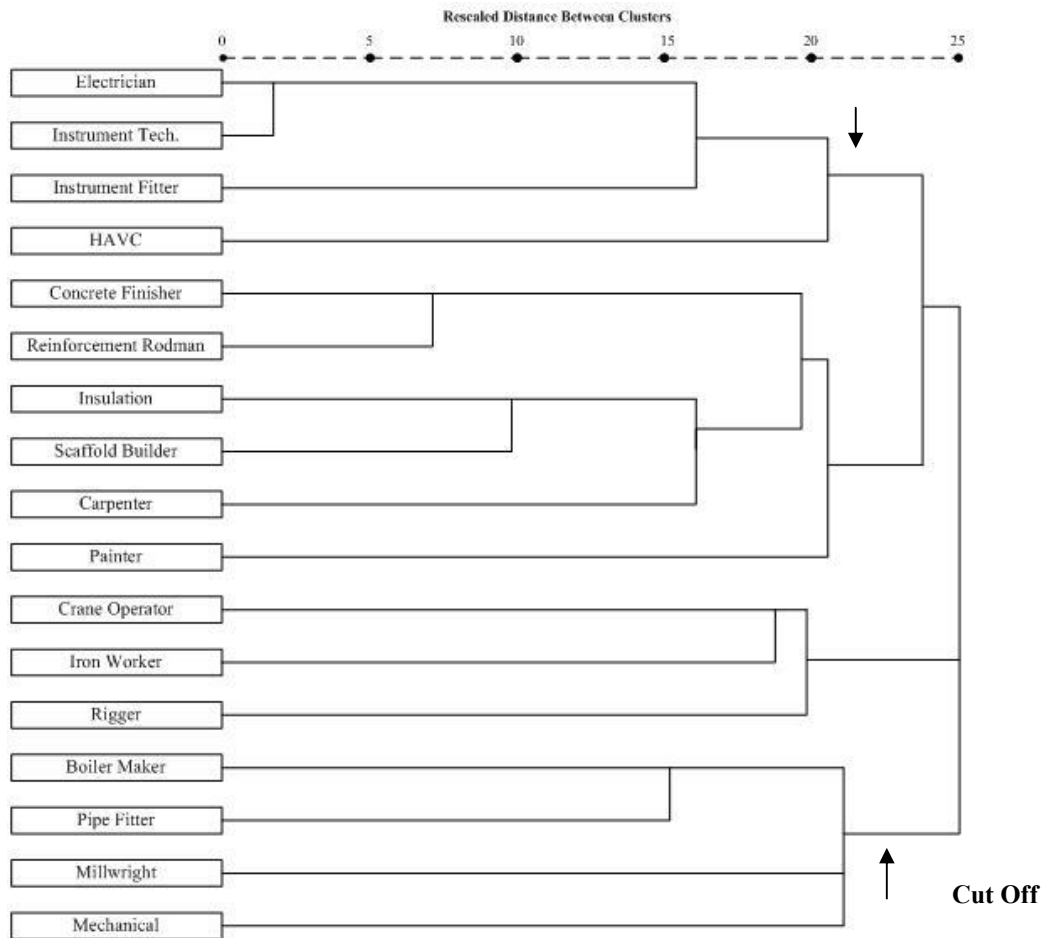 Rescaled Distance Between Clusters
0 5 10 15 20 25
Electrician
Instrument Tech.
Instrument Fitter
HAVC
Concrete Finisher
Reinforcement Rodman
Insulation
Scaffold Builder
Carpenter
Painter
Crane Operator
Iron Worker
Rigger
Boiler Maker
Pipe Fitter
Millwright
Cut Off
Mechanical